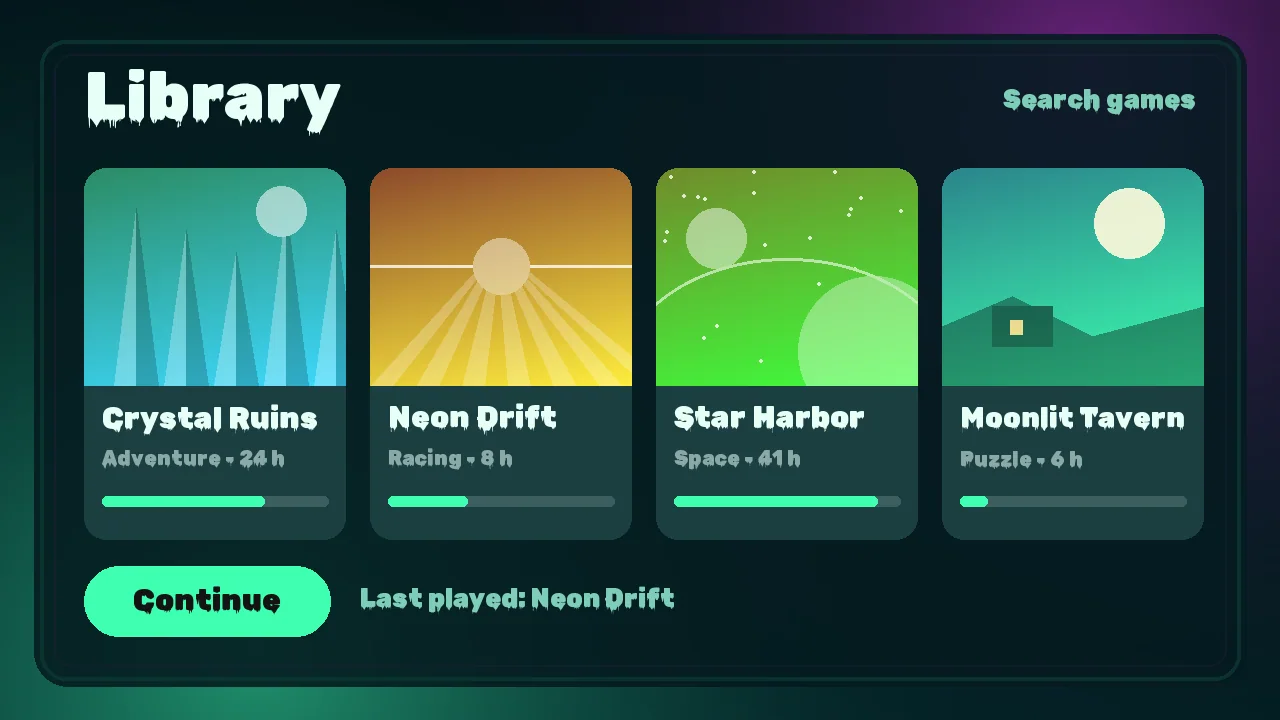 Library
Search games
Crystal Ruins
Adventure - 24 h
Neon Drift
Racing - 8 h
Star Harbor
Space - 41 h
Moonlit Tavern
Puzzle - 6 h
Continue
Last played: Neon Drift